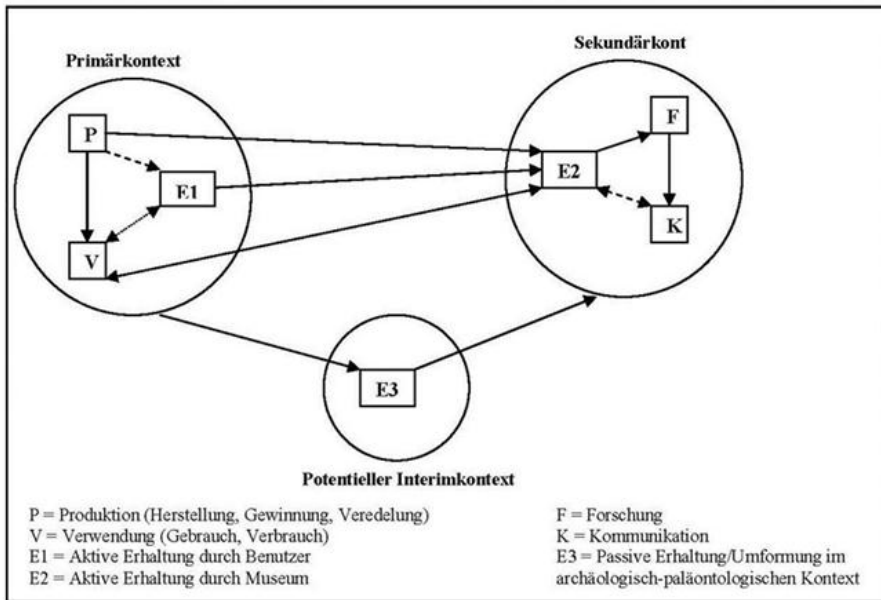 Primärkontext
Sekundärkont
P
F
E1
E2
V
K
E3
Potentieller Interimkontext
P = Produktion (Herstellung, Gewinnung, Veredelung)
V = Verwendung (Gebrauch, Verbrauch)
E1 = Aktive Erhaltung durch Benutzer
E2 = Aktive Erhaltung durch Museum
F = Forschung
K = Kommunikation
E3 = Passive Erhaltung/Umformung im
archäologisch-paläontologischen Kontext